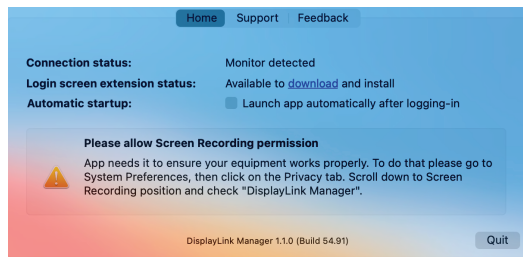 Home Support Feedback
Connection status: Monitor detected
Login screen extension status: Available to download and install
Automatic startup: Launch app automatically after logging-in
Please allow Screen Recording permission
App needs it to ensure your equipment works properly. To do that please go to
System Preferences, then click on the Privacy tab. Scroll down to Screen
Recording position and check "DisplayLink Manager".
DisplayLink Manager 1.1.0 (Build 54.91)
Quit